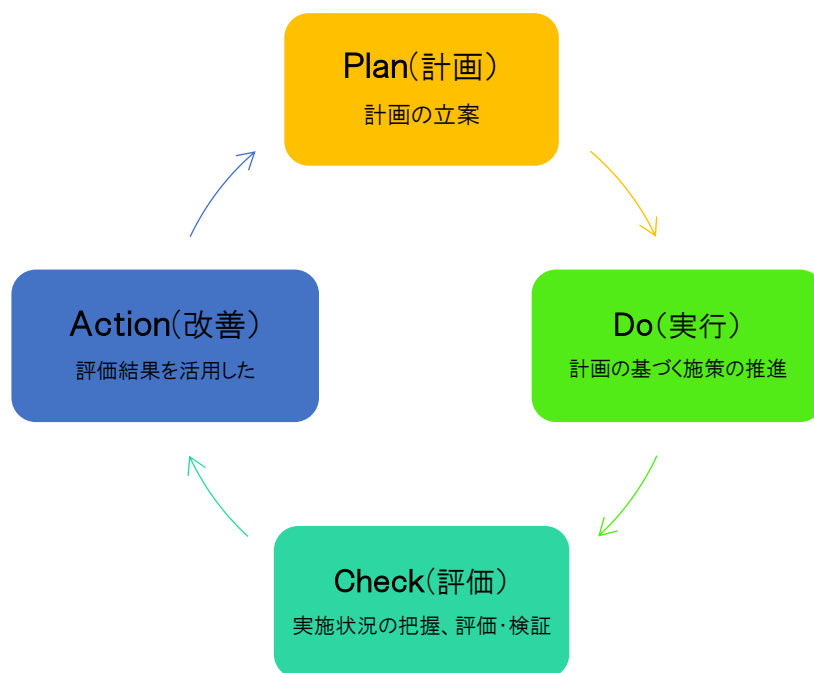 Plan(計画)
計画の立案
Action(改善)
評価結果を活用した
Do(実行)
計画の基づく施策の推進
Check(評価)
実施状況の把握、評価・検証